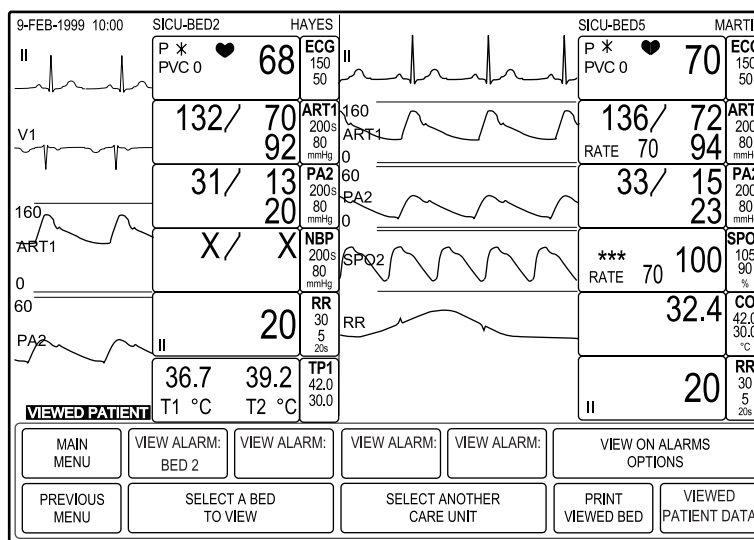 9-FEB-1999 10:00 SICU-BED2 HAYES
II
V1
160
ART1
0
60
PA2
VIEWED PATIENT
P * 68 ECG
PVC 0 150
50
132/ 70 ART1
92 200s
80
mmHg
31/ 13 PA2
20 200s
80
mmHg
X/ X NBP
200s
80
mmHg
II 20 RR
30
5
20s
36.7 39.2 TP1
T1 °C T2 °C 42.0
30.0
SICU-BED5 MARTI
II
160
ART1
0
60
PA2
0
SPO2
RR
P * 70 ECG
PVC 0 150
50
136/ 72 ART
RATE 70 94 200
80
mmH
33/ 15 PA2
23 200s
80
mmHg
*** 100 SPO
RATE 70 105
90
%
32.4 CO
42.0
30.0
°C
II 20 RR
30
5
20s
MAIN
MENU
VIEW ALARM:
BED 2
VIEW ALARM:
VIEW ALARM:
VIEW ALARM:
VIEW ON ALARMS
OPTIONS
PREVIOUS
MENU
SELECT A BED
TO VIEW
SELECT ANOTHER
CARE UNIT
PRINT
VIEWED BED
VIEWED
PATIENT DATA